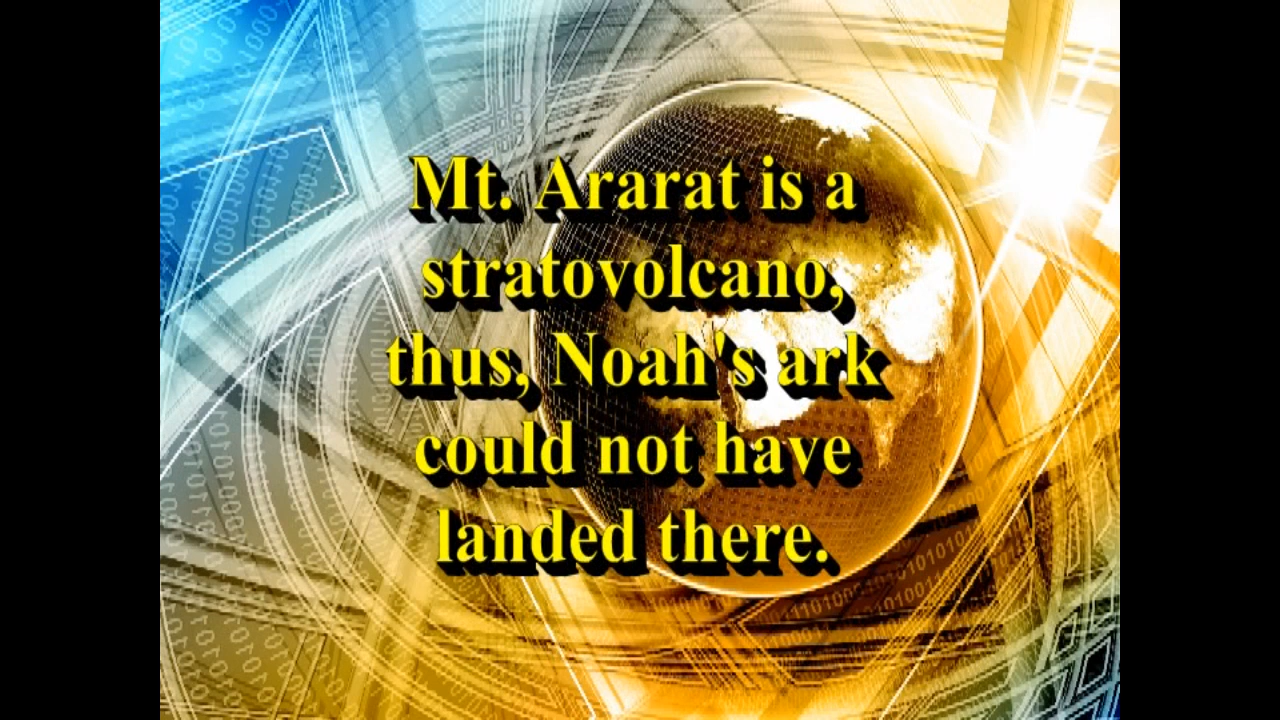 Mt. Ararat is a
stratovolcano,
thus, Noah's ark
could not have
landed there.